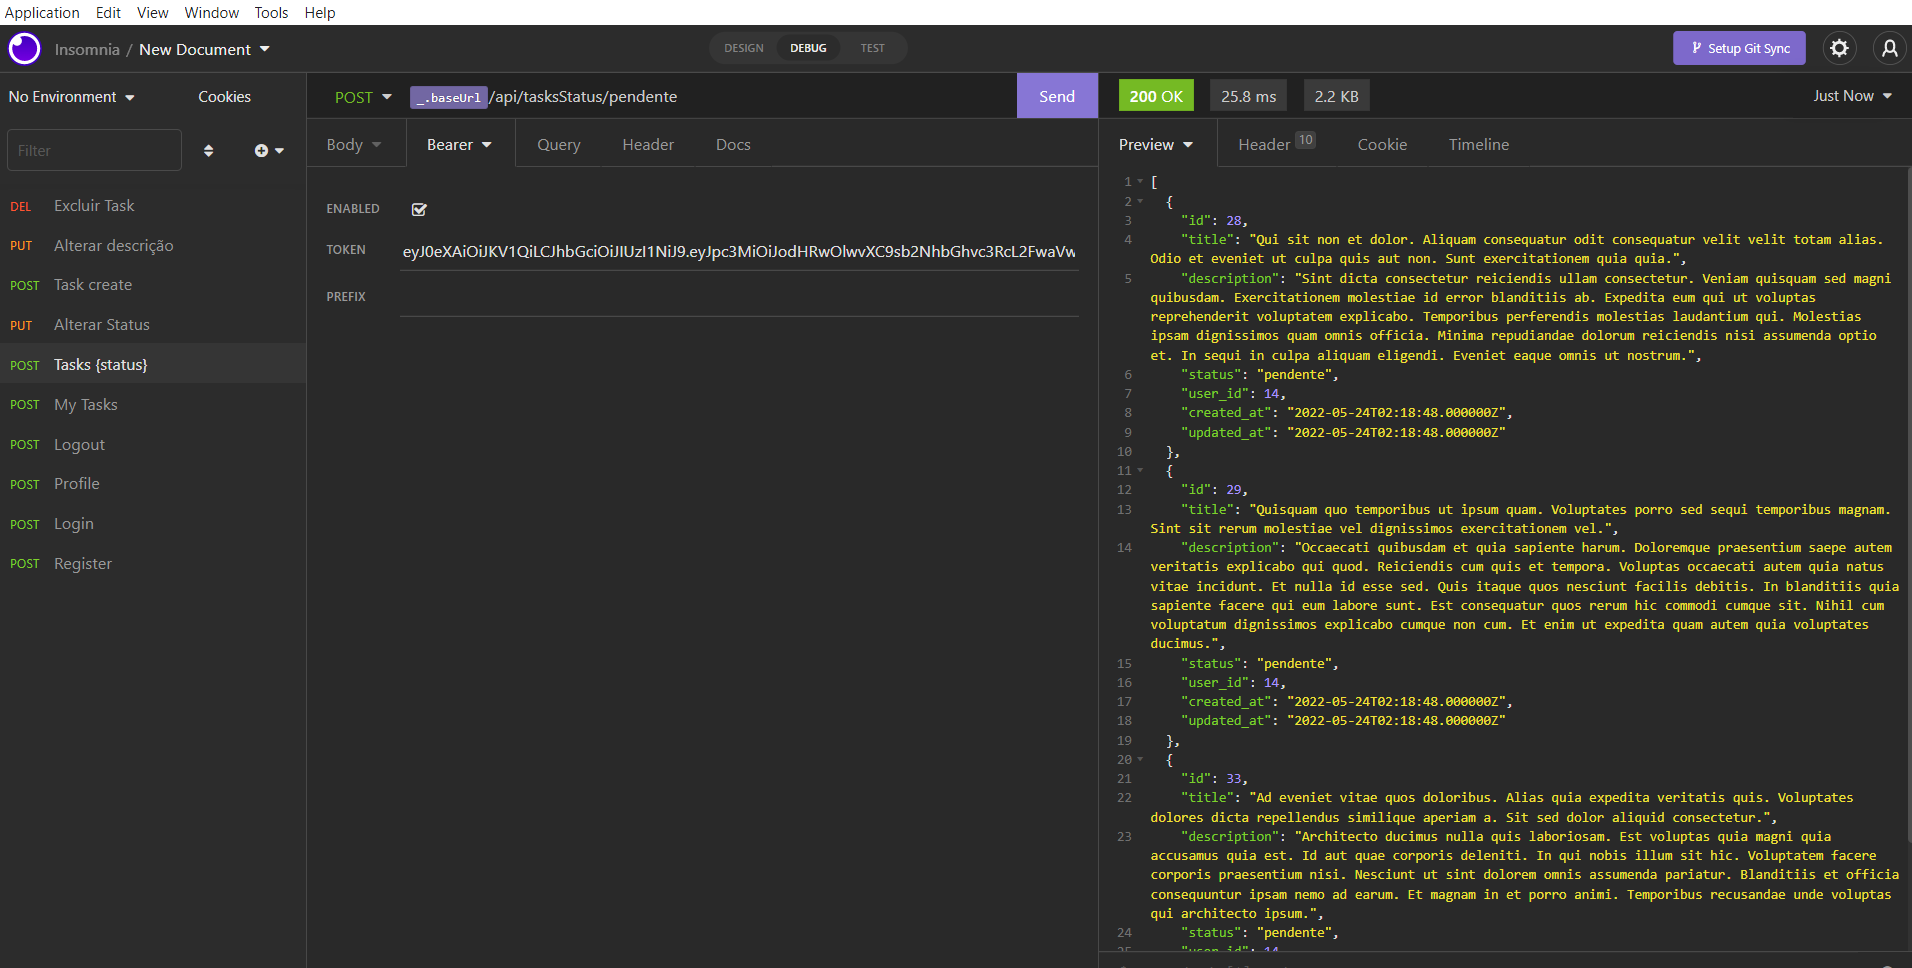 Application Edit View Window Tools Help
Insomnia / New Document
DESIGN DEBUG TEST
Setup Git Sync
No Environment Cookies
Filter
DEL Excluir Task
PUT Alterar descrição
POST Task create
PUT Alterar Status
POST Tasks {status}
POST My Tasks
POST Logout
POST Profile
POST Login
POST Register
POST _.baseUrl/api/tasksStatus/pendente Send
Body Bearer Query Header Docs
ENABLED
TOKEN eyJ0eXAiOiJKV1QiLCJhbGciOiJIUzI1NiJ9.eyJpc3MiOiJodHRwOlwvXC9sb2NhbGhvc3RcL2FwaVw
PREFIX
200 OK 25.8 ms 2.2 KB Just Now
Preview Header 10 Cookie Timeline
1 [
2 {
3 "id": 28,
4 "title": "Qui sit non et dolor. Aliquam consequatur odit consequatur velit velit totam alias.
Odio et eveniet ut culpa quis aut non. Sunt exercitationem quia quia.",
5 "description": "Sint dicta consectetur reiciendis ullam consectetur. Veniam quisquam sed magni
quibusdam. Exercitationem molestiae id error blanditiis ab. Expedita eum qui ut voluptas
reprehenderit voluptatem explicabo. Temporibus perferendis molestias laudantium qui. Molestias
ipsam dignissimos quam omnis officia. Minima repudiandae dolorum reiciendis nisi assumenda optio
et. In sequi in culpa aliquam eligendi. Eveniet eaque omnis ut nostrum.",
6 "status": "pendente",
7 "user_id": 14,
8 "created_at": "2022-05-24T02:18:48.000000Z",
9 "updated_at": "2022-05-24T02:18:48.000000Z"
10 },
11 {
12 "id": 29,
13 "title": "Quisquam quo temporibus ut ipsum quam. Voluptates porro sed sequi temporibus magnam.
Sint sit rerum molestiae vel dignissimos exercitationem vel.",
14 "description": "Occaecati quibusdam et quia sapiente harum. Doloremque praesentium saepe autem
veritatis explicabo qui quod. Reiciendis cum quis et tempora. Voluptas occaecati autem quia natus
vitae incidunt. Et nulla id esse sed. Quis itaque quos nesciunt facilis debitis. In blanditiis quia
sapiente facere qui eum labore sunt. Est consequatur quos rerum hic commodi cumque sit. Nihil cum
voluptatum dignissimos explicabo cumque non cum. Et enim ut expedita quam autem quia voluptates
ducimus.",
15 "status": "pendente",
16 "user_id": 14,
17 "created_at": "2022-05-24T02:18:48.000000Z",
18 "updated_at": "2022-05-24T02:18:48.000000Z"
19 },
20 {
21 "id": 33,
22 "title": "Ad eveniet vitae quos doloribus. Alias quia expedita veritatis quis. Voluptates
dolores dicta repellendus similique aperiam a. Sit sed dolor aliquid consectetur.",
23 "description": "Architecto ducimus nulla quis laboriosam. Est voluptas quia magni quia
accusamus quia est. Id aut quae corporis deleniti. In qui nobis illum sit hic. Voluptatem facere
corporis praesentium nisi. Nesciunt ut sint dolorem omnis assumenda pariatur. Blanditiis et officia
consequuntur ipsam nemo ad earum. Et magnam in et porro animi. Temporibus recusandae unde voluptas
qui architecto ipsum.",
24 "status": "pendente",
25 "user_id": 14